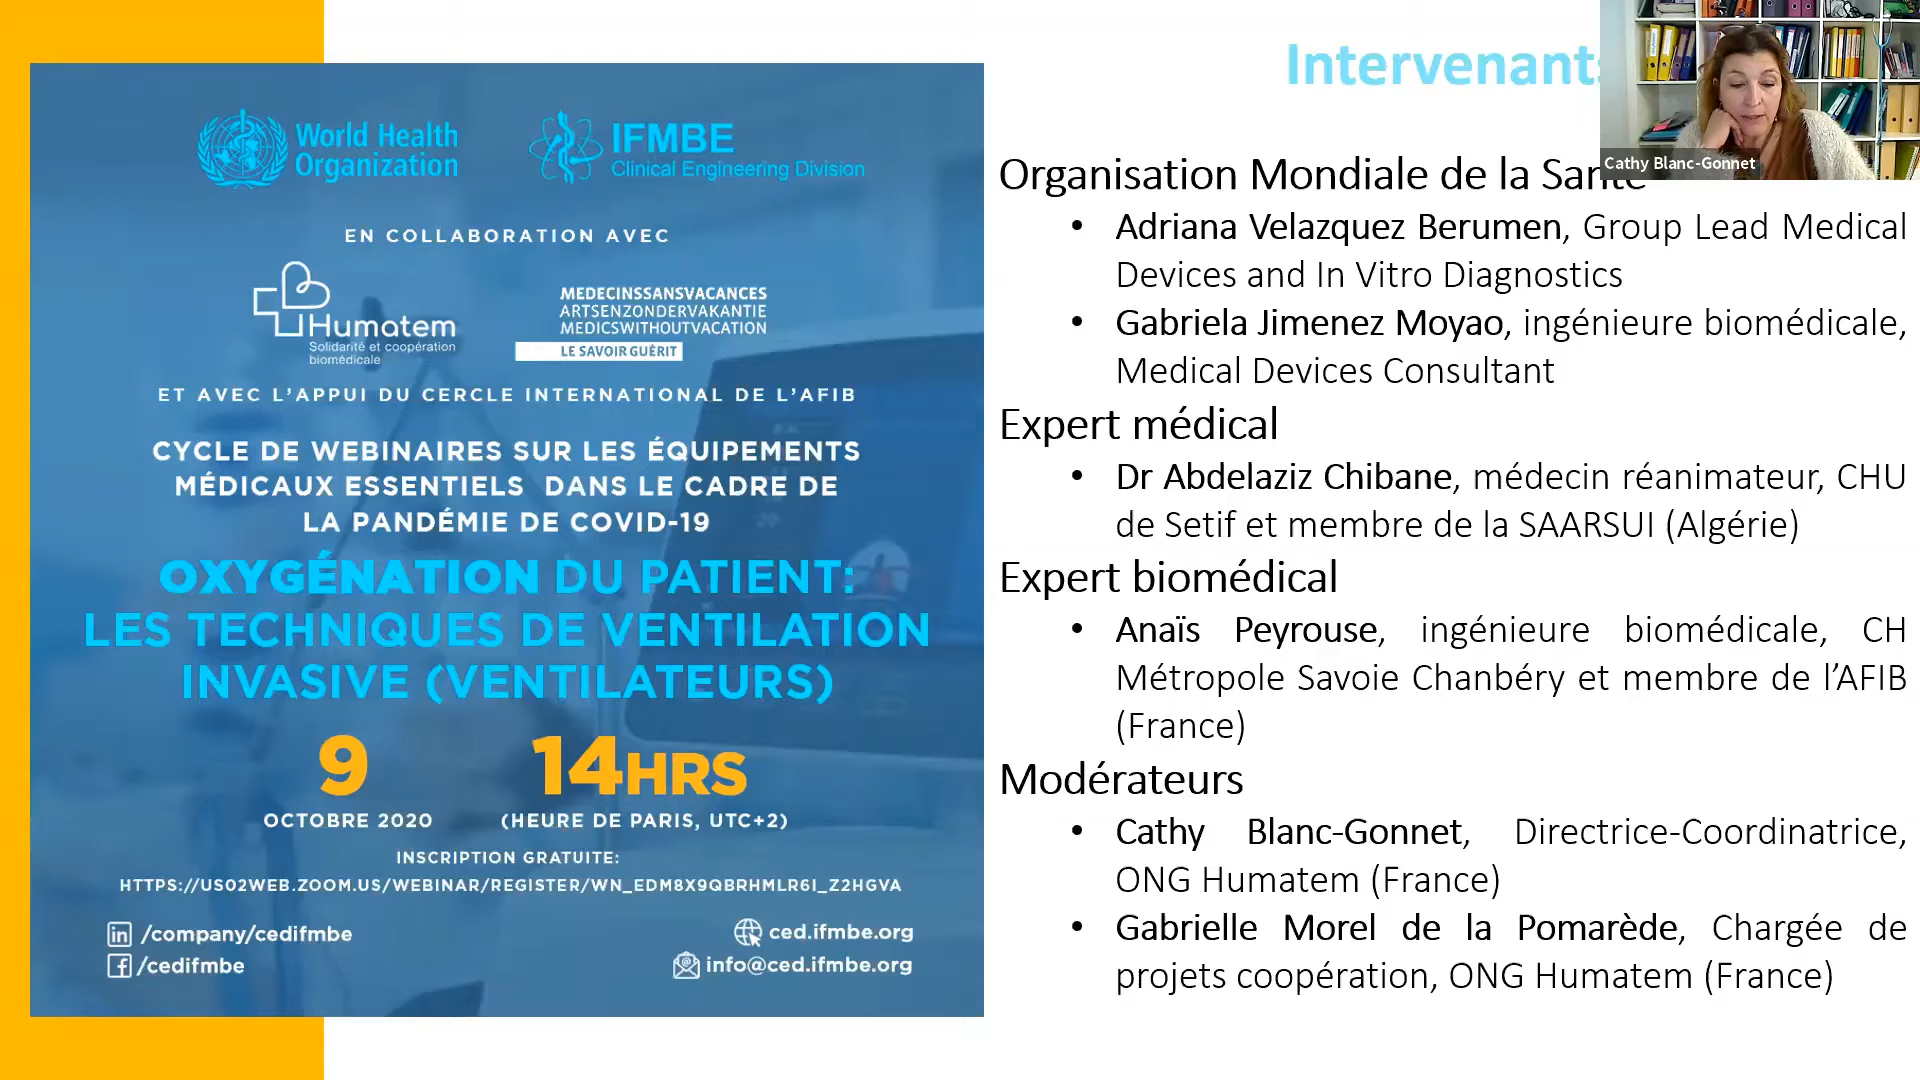 World Health
Organization
IFMBE
Clinical Engineering Division
EN COLLABORATION AVEC
Humatem
Solidarité et coopération
biomédicale
MEDECINSSANSVACANCES
ARTSENZONDERVAKANTIE
MEDICSWITHOUTVACATION
LE SAVOIR GUÉRIT
ET AVEC L'APPUI DU CERCLE INTERNATIONAL DE L'AFIB
CYCLE DE WEBINAIRES SUR LES ÉQUIPEMENTS
MÉDICAUX ESSENTIELS DANS LE CADRE DE
LA PANDÉMIE DE COVID-19
OXYGÉNATION DU PATIENT:
LES TECHNIQUES DE VENTILATION
INVASIVE (VENTILATEURS)
9
OCTOBRE 2020
14HRS
(HEURE DE PARIS, UTC+2)
INSCRIPTION GRATUITE:
HTTPS://US02WEB.ZOOM.US/WEBINAR/REGISTER/WN_EDM8X9QBRHMLR6I_Z2HGVA
/company/cedifmbe
/cedifmbe
ced.ifmbe.org
info@ced.ifmbe.org
Intervenants
Cathy Blanc-Gonnet
Organisation Mondiale de la Santé
• Adriana Velazquez Berumen, Group Lead Medical
Devices and In Vitro Diagnostics
• Gabriela Jimenez Moyao, ingénieure biomédicale,
Medical Devices Consultant
Expert médical
• Dr Abdelaziz Chibane, médecin réanimateur, CHU
de Setif et membre de la SAARSUI (Algérie)
Expert biomédical
• Anaïs Peyrouse, ingénieure biomédicale, CH
Métropole Savoie Chanbéry et membre de l'AFIB
(France)
Modérateurs
• Cathy Blanc-Gonnet, Directrice-Coordinatrice,
ONG Humatem (France)
• Gabrielle Morel de la Pomarède, Chargée de
projets coopération, ONG Humatem (France)